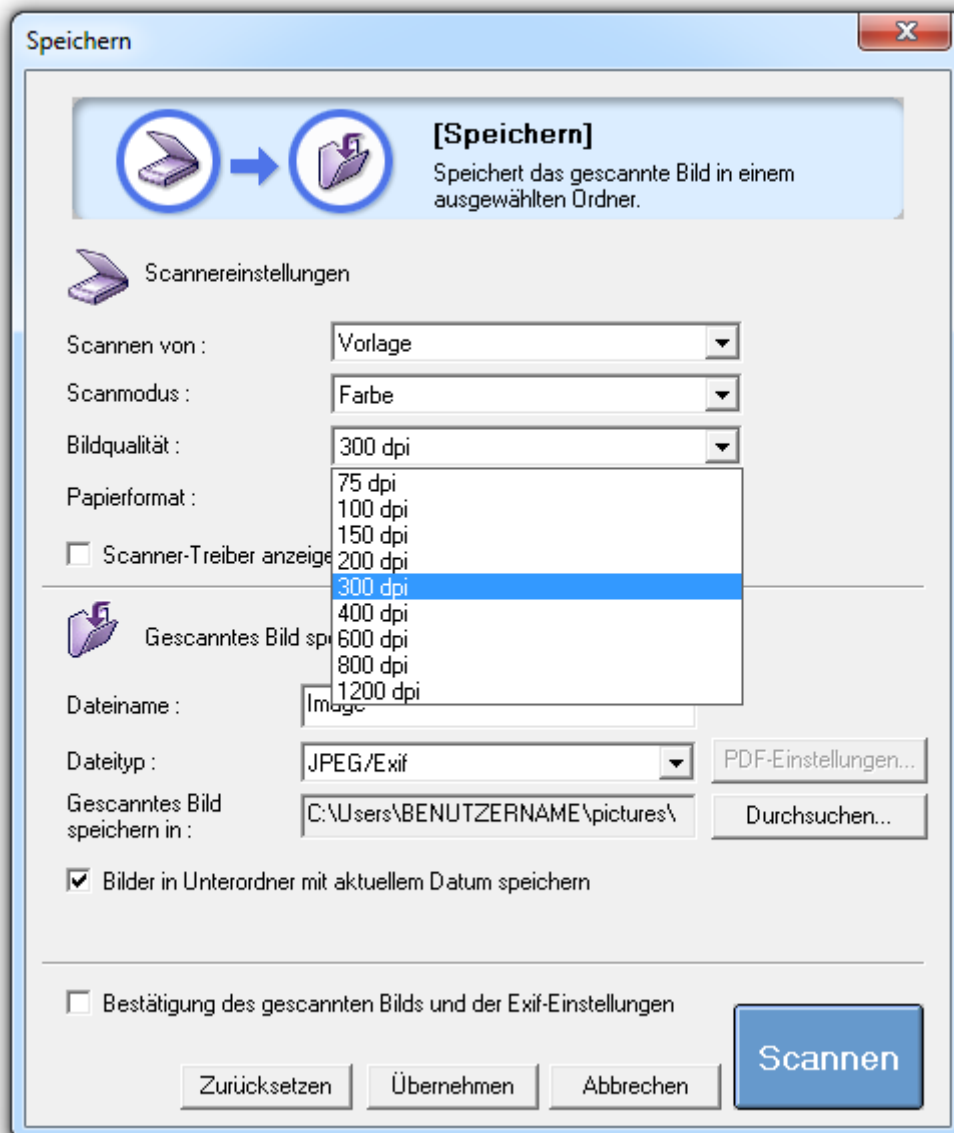 Speichern
[Speichern]
Speichert das gescannte Bild in einem
ausgewählten Ordner.
Scannereinstellungen
Scannen von :
Vorlage
Scanmodus :
Farbe
Bildqualität :
300 dpi
75 dpi
100 dpi
150 dpi
200 dpi
300 dpi
400 dpi
600 dpi
800 dpi
1200 dpi
Papierformat :
Scanner-Treiber anzeige
Gescanntes Bild spe
Dateiname :
Image
Dateityp :
JPEG/Exif
PDF-Einstellungen...
Gescanntes Bild
speichern in :
C:\Users\BENUTZERNAME\pictures\
Durchsuchen...
Bilder in Unterordner mit aktuellem Datum speichern
Bestätigung des gescannten Bilds und der Exif-Einstellungen
Scannen
Zurücksetzen
Übernehmen
Abbrechen